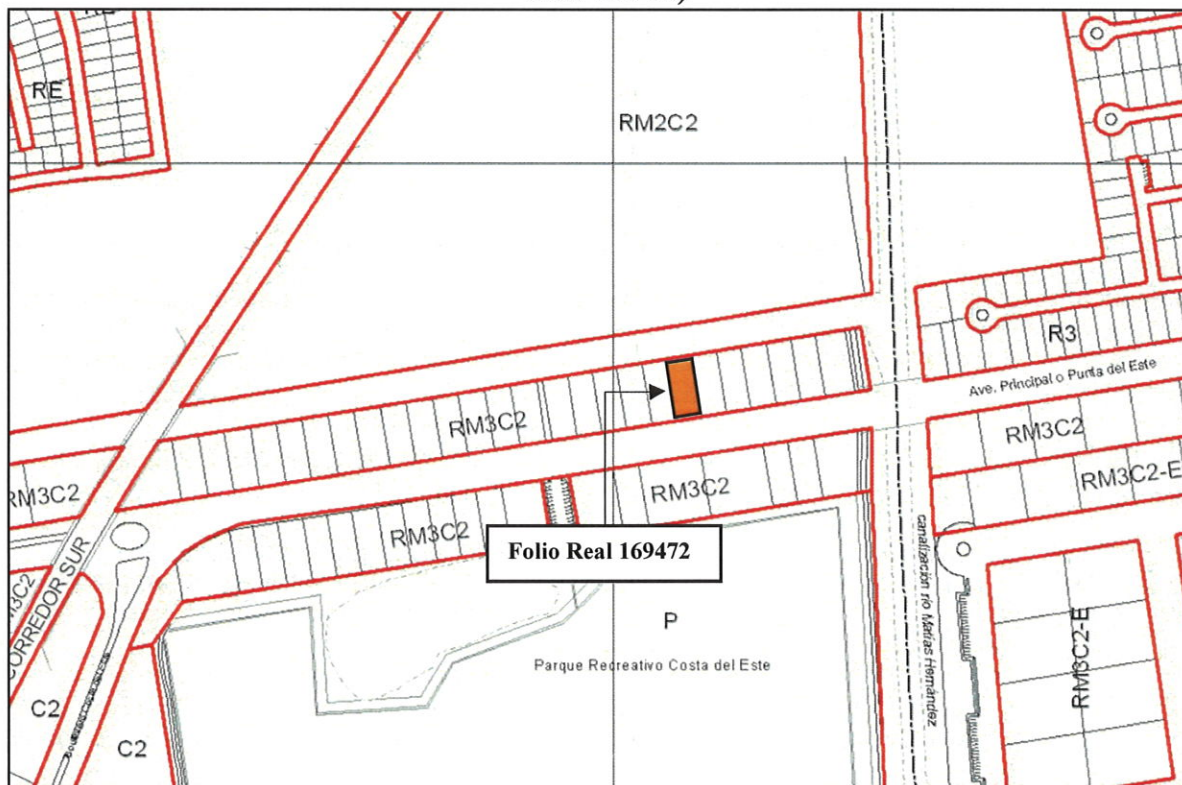 RE
RM2C2
R3
Ave. Principal o Punta del Este
RM3C2
RM3C2
RM3C2
RM3C2-E
RM3C2
RM3C2
RM3C2
Folio Real 169472
CORREDOR SUR
canalización río Matías Hernández
P
Parque Recreativo Costa del Este
RM3C2-E
C2
C2